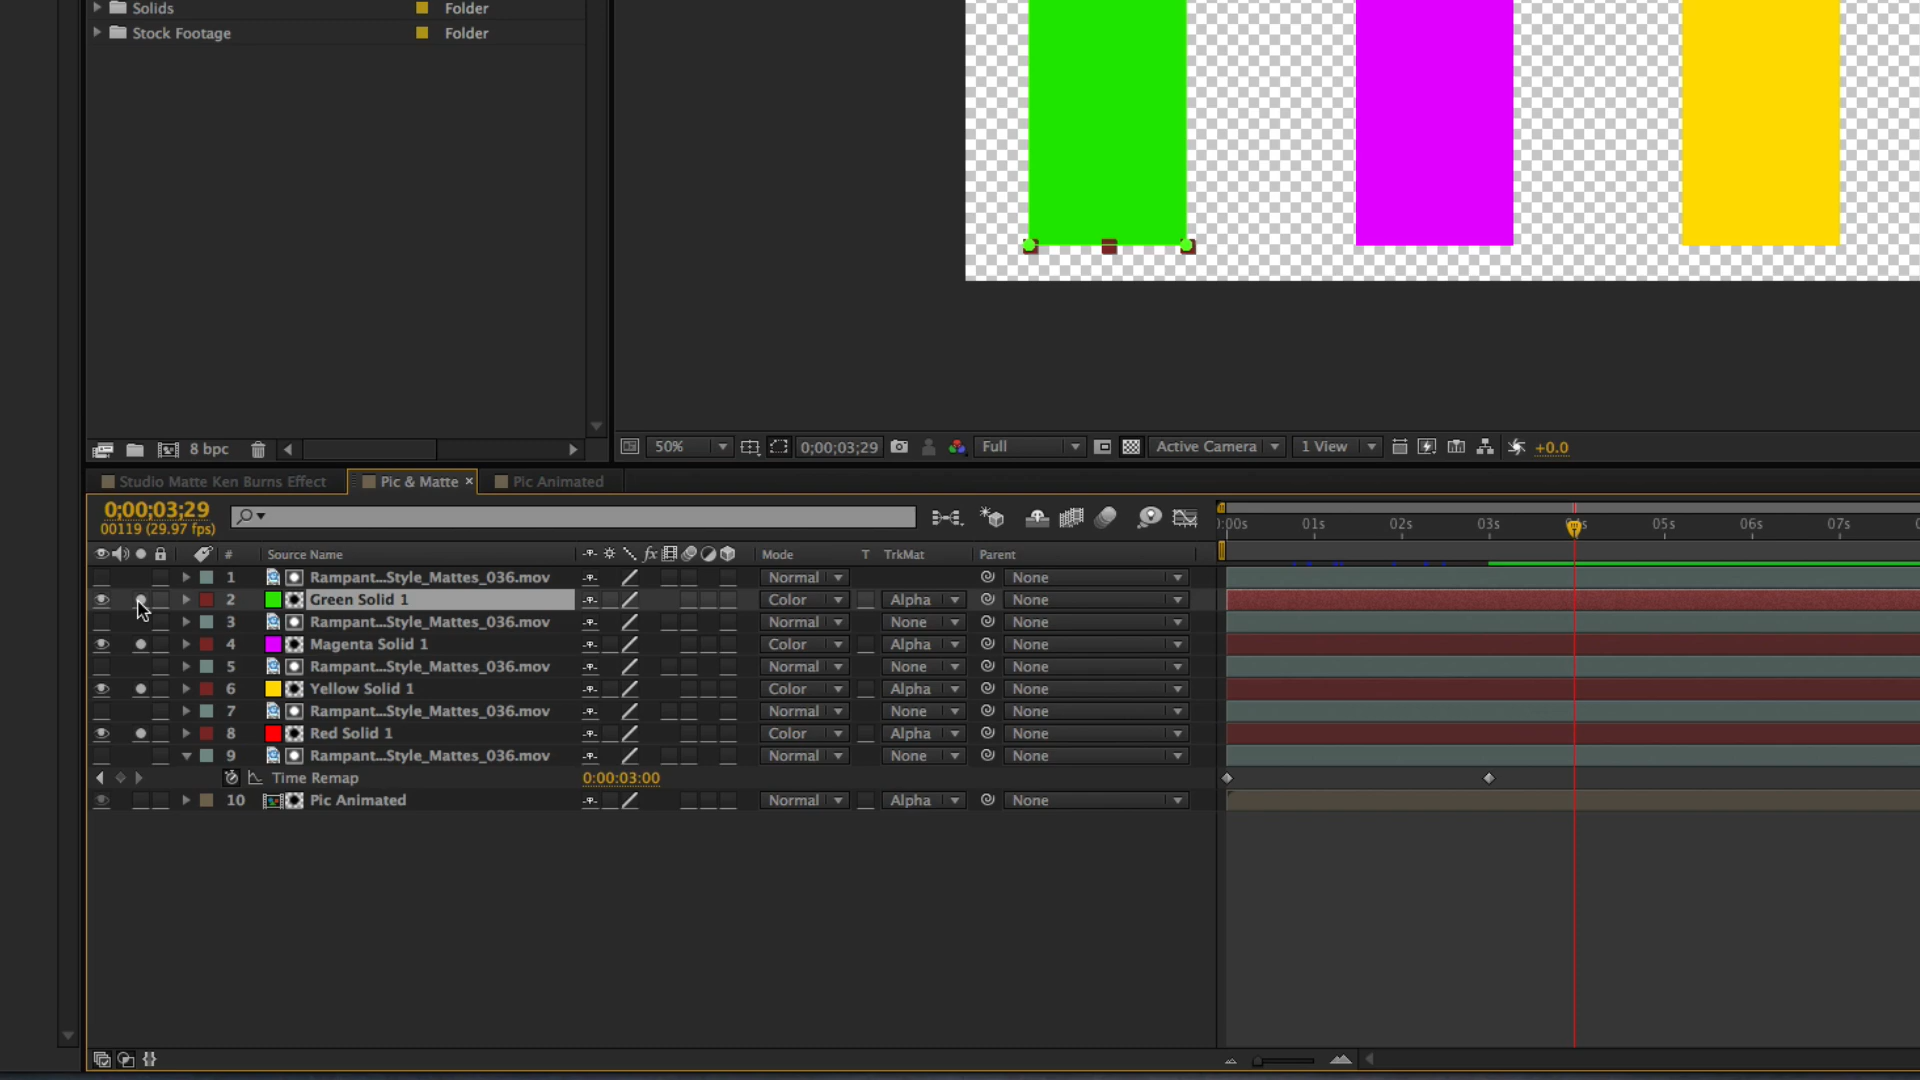 Solids Folder
Stock Footage Folder
8 bpc 50% 0;00;03;29 Full Active Camera 1 View +0.0
Studio Matte Ken Burns Effect Pic & Matte × Pic Animated
0;00;03;29
00119 (29.97 fps)
00s 01s 02s 03s 05s 06s 07s
# Source Name fx Mode T TrkMat Parent
1 Rampant...Style_Mattes_036.mov Normal None
2 Green Solid 1 Color Alpha None
3 Rampant...Style_Mattes_036.mov Normal None None
4 Magenta Solid 1 Color Alpha None
5 Rampant...Style_Mattes_036.mov Normal None None
6 Yellow Solid 1 Color Alpha None
7 Rampant...Style_Mattes_036.mov Normal None None
8 Red Solid 1 Color Alpha None
9 Rampant...Style_Mattes_036.mov Normal None None
Time Remap 0:00:03:00
10 Pic Animated Normal Alpha None